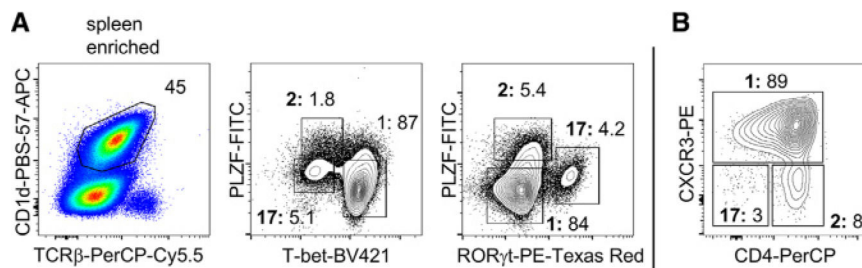 A
spleen
enriched
45
CD1d-PBS-57-APC
TCRβ-PerCP-Cy5.5
2: 1.8
1: 87
17: 5.1
PLZF-FITC
T-bet-BV421
2: 5.4
17: 4.2
1: 84
PLZF-FITC
RORγt-PE-Texas Red
B
1: 89
17: 3
2: 8
CXCR3-PE
CD4-PerCP